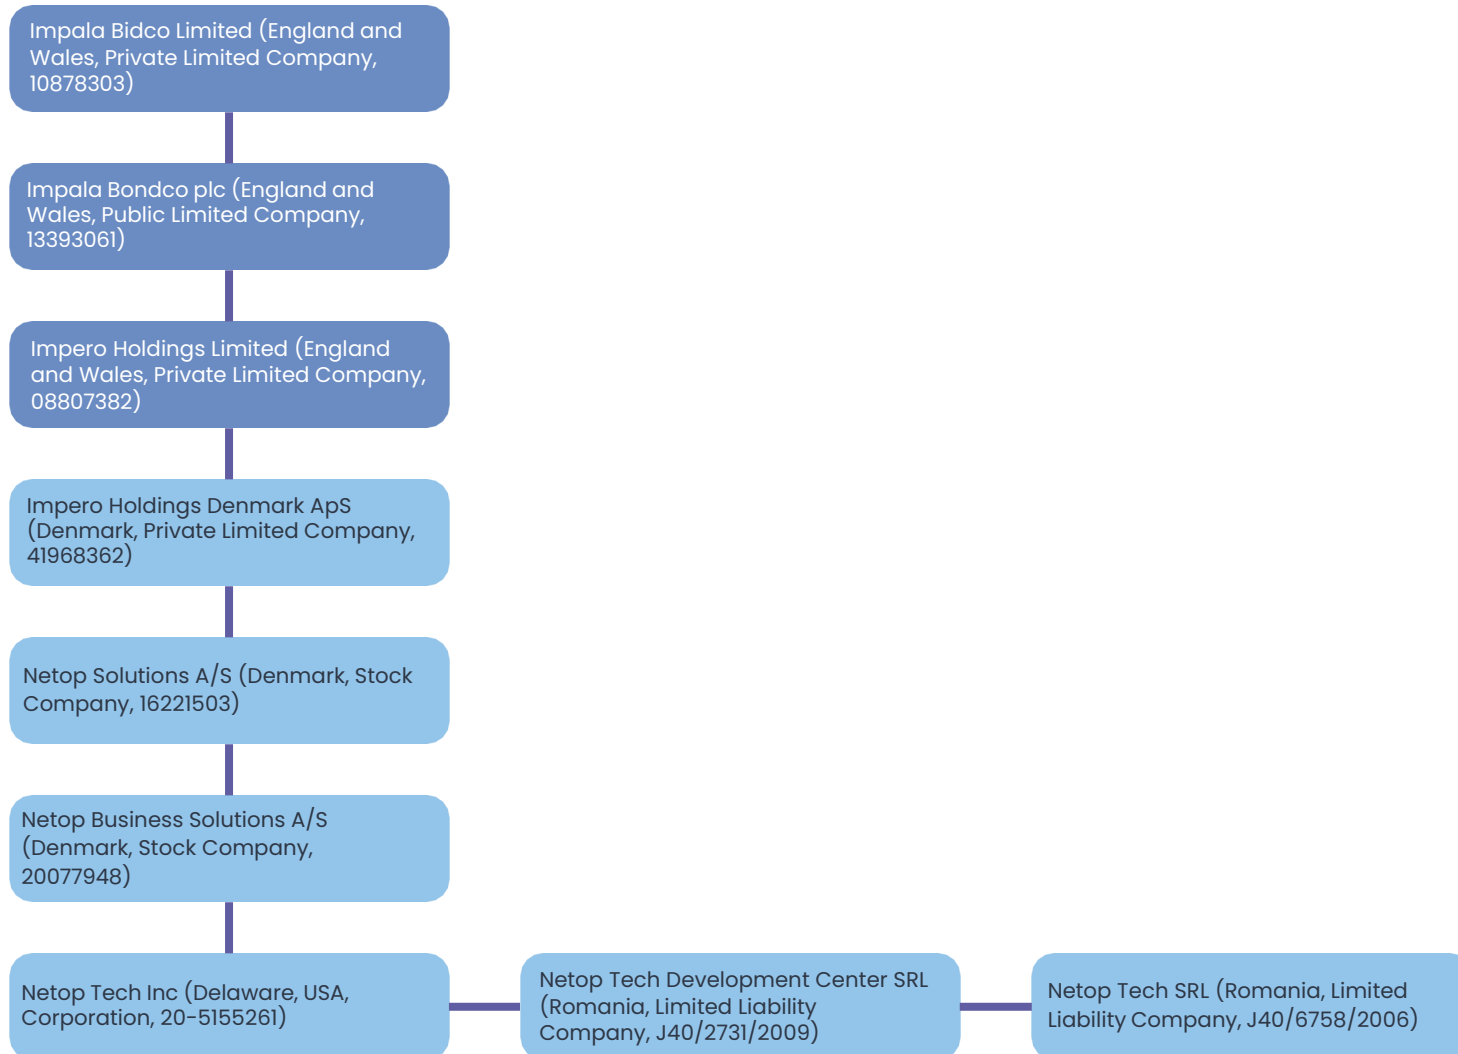 Impala Bidco Limited (England and
Wales, Private Limited Company,
10878303)
Impala Bondco plc (England and
Wales, Public Limited Company,
13393061)
Impero Holdings Limited (England
and Wales, Private Limited Company,
08807382)
Impero Holdings Denmark ApS
(Denmark, Private Limited Company,
41968362)
Netop Solutions A/S (Denmark, Stock
Company, 16221503)
Netop Business Solutions A/S
(Denmark, Stock Company,
20077948)
Netop Tech Inc (Delaware, USA,
Corporation, 20-5155261)
Netop Tech Development Center SRL
(Romania, Limited Liability
Company, J40/2731/2009)
Netop Tech SRL (Romania, Limited
Liability Company, J40/6758/2006)